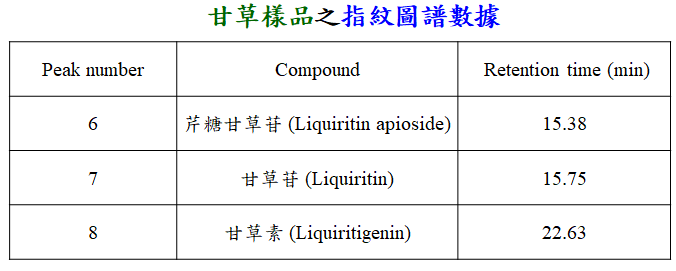 甘草樣品之指紋圖譜數據
Peak number Compound Retention time (min)
6 芹糖甘草苷 (Liquiritin apioside) 15.38
7 甘草苷 (Liquiritin) 15.75
8 甘草素 (Liquiritigenin) 22.63